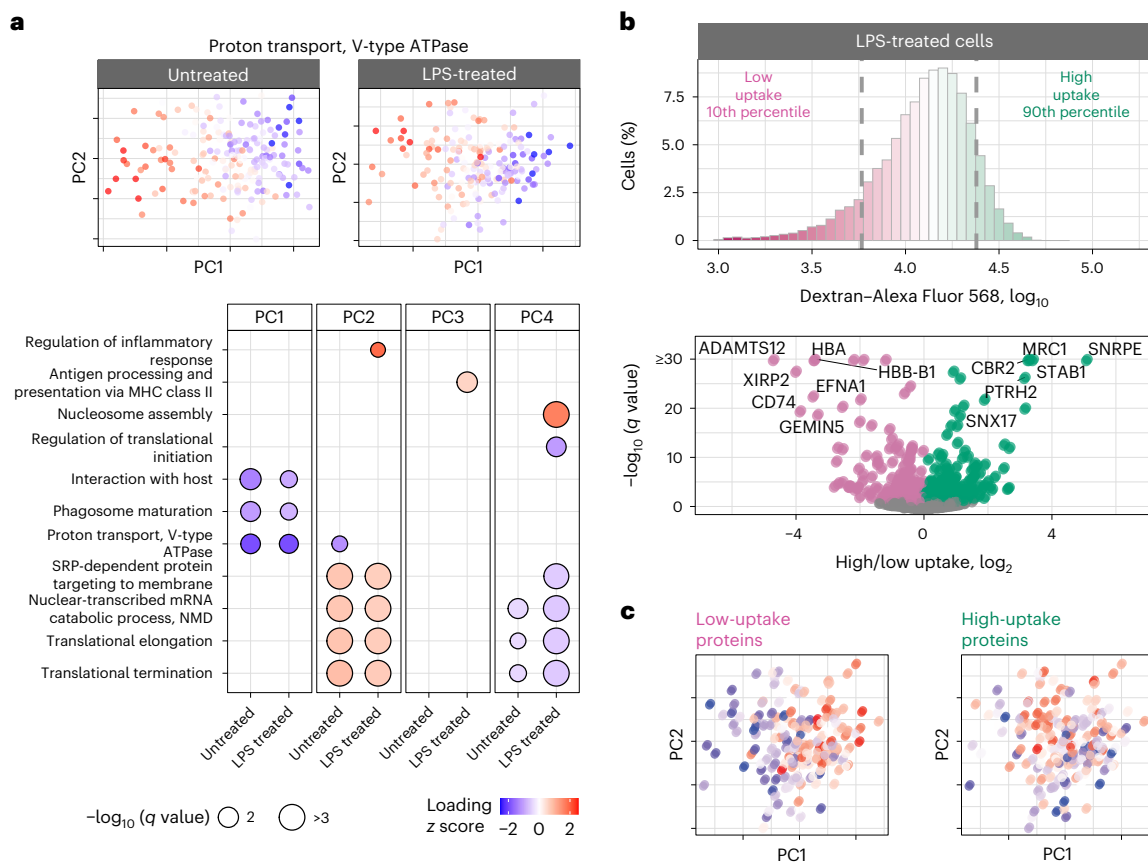 a
Proton transport, V-type ATPase
Untreated
LPS-treated
PC2
PC2
PC1
PC1
PC1
PC2
PC3
PC4
Regulation of inflammatory
response
Antigen processing and
presentation via MHC class II
Nucleosome assembly
Regulation of translational
initiation
Interaction with host
Phagosome maturation
Proton transport, V-type
ATPase
SRP-dependent protein
targeting to membrane
Nuclear-transcribed mRNA
catabolic process, NMD
Translational elongation
Translational termination
Untreated
LPS treated
Untreated
LPS treated
Untreated
LPS treated
Untreated
LPS treated
−log10 (q value)
2
>3
Loading
z score
−2
0
2
b
LPS-treated cells
Low
uptake
10th percentile
High
uptake
90th percentile
Cells (%)
7.5
5.0
2.5
0
3.0
3.5
4.0
4.5
5.0
Dextran–Alexa Fluor 568, log10
−log10 (q value)
≥30
20
10
0
ADAMTS12
HBA
MRC1
SNRPE
HBB-B1
CBR2
STAB1
XIRP2
EFNA1
PTRH2
CD74
SNX17
GEMIN5
−4
0
4
High/low uptake, log2
c
Low-uptake
proteins
High-uptake
proteins
PC2
PC2
PC1
PC1